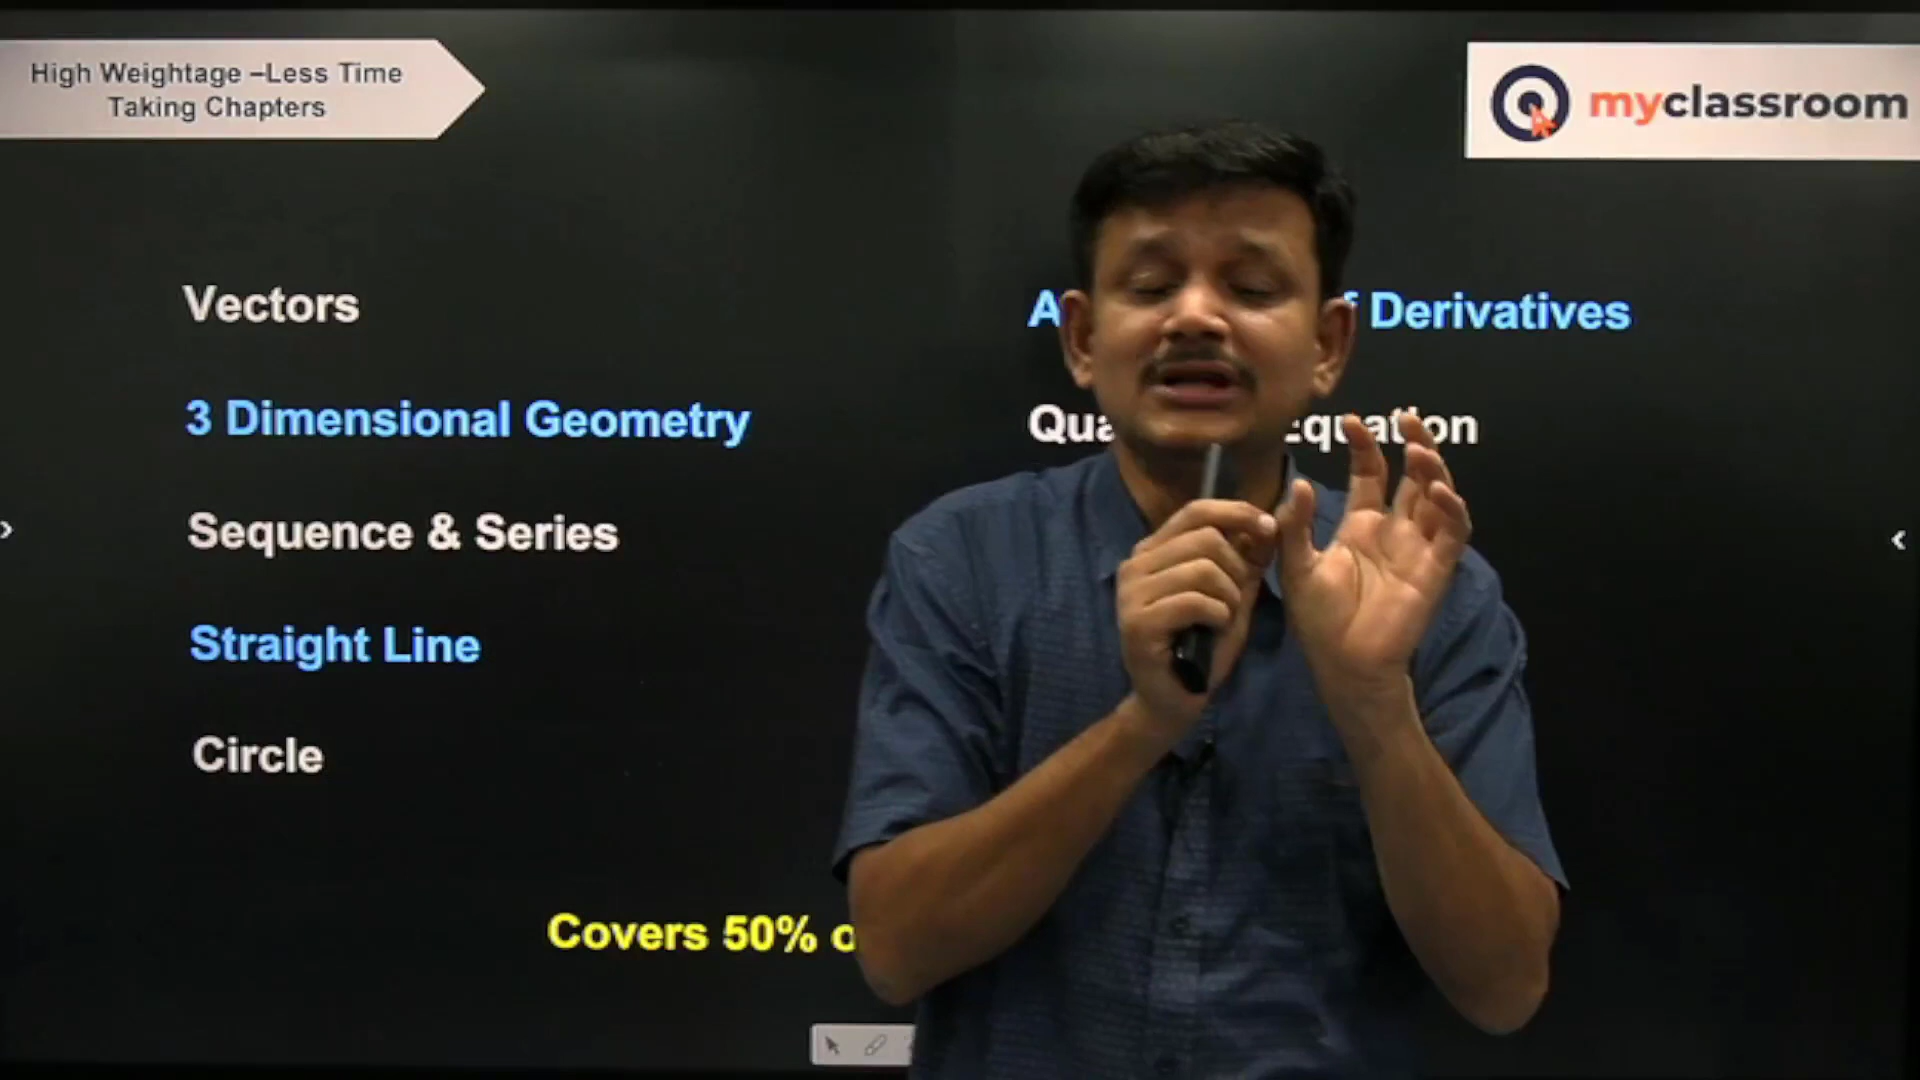 High Weightage –Less Time
Taking Chapters
myclassroom
Vectors
3 Dimensional Geometry
Sequence & Series
Straight Line
Circle
Derivatives
Covers 50%